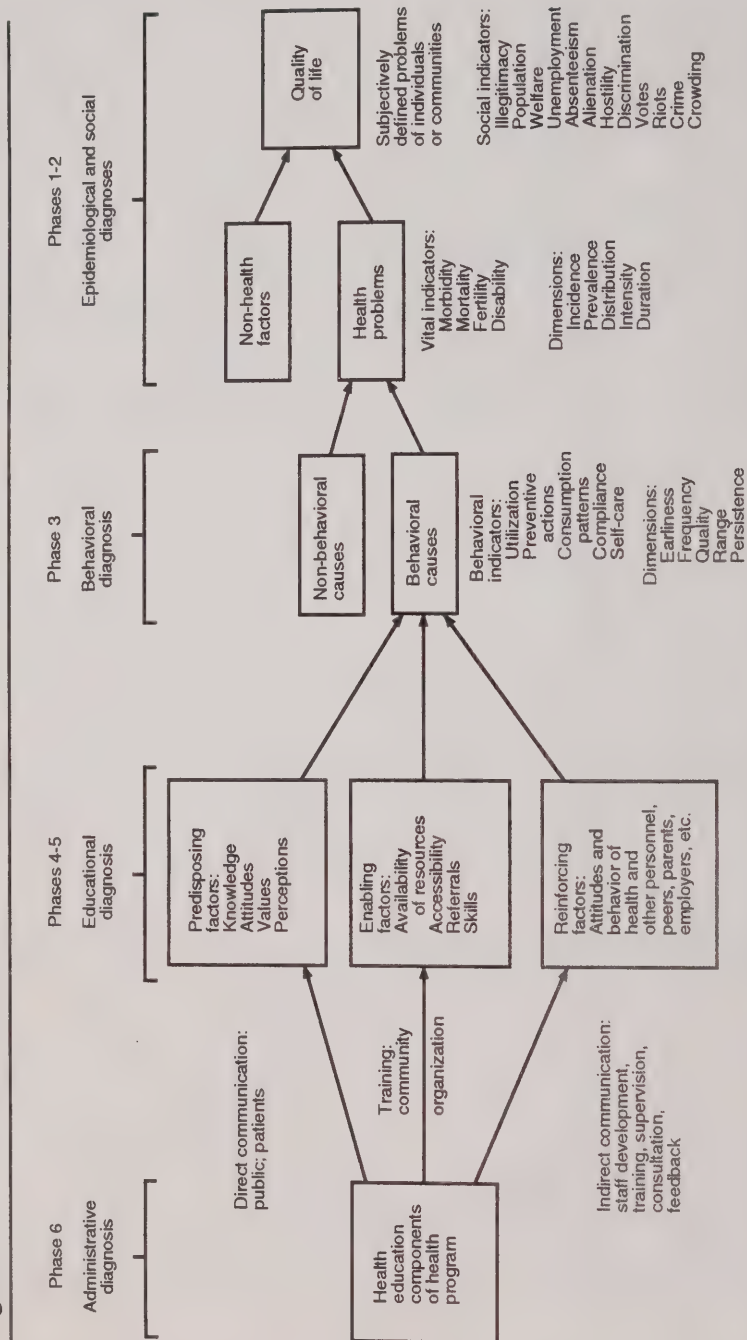 Phase 6
Administrative
diagnosis
Phases 4-5
Educational
diagnosis
Phase 3
Behavioral
diagnosis
Phases 1-2
Epidemiological and social
diagnoses
Health
education
components
of health
program
Direct communication:
public; patients
Training:
community
organization
Indirect communication:
staff development,
training, supervision,
consultation,
feedback
Predisposing
factors:
Knowledge
Attitudes
Values
Perceptions
Enabling
factors:
Availability
of resources
Accessibility
Referrals
Skills
Reinforcing
factors:
Attitudes and
behavior of
health and
other personnel,
peers, parents,
employers, etc.
Non-behavioral
causes
Behavioral
causes
Behavioral
indicators:
Utilization
Preventive
actions
Consumption
patterns
Compliance
Self-care
Dimensions:
Earliness
Frequency
Quality
Range
Persistence
Non-health
factors
Health
problems
Vital indicators:
Morbidity
Mortality
Fertility
Disability
Dimensions:
Incidence
Prevalence
Distribution
Intensity
Duration
Quality
of life
Subjectively
defined problems
of individuals
or communities
Social indicators:
Illegitimacy
Population
Welfare
Unemployment
Absenteeism
Alienation
Hostility
Discrimination
Votes
Riots
Crime
Crowding